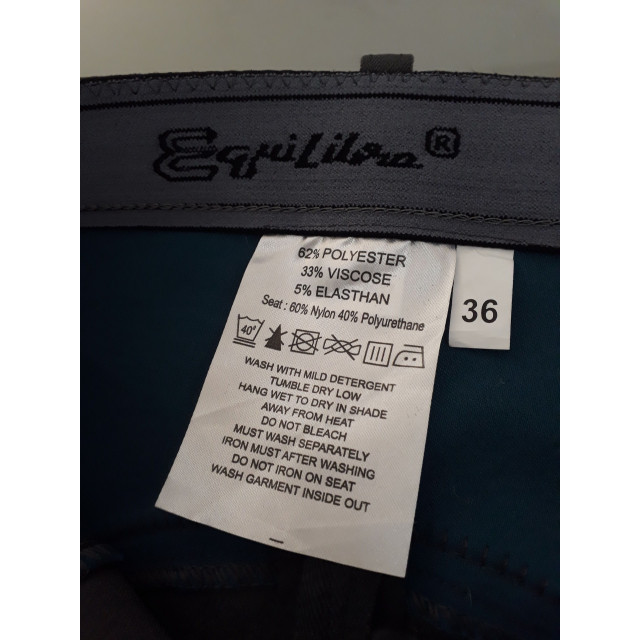 EquiLibre®
62% POLYESTER
33% VISCOSE
5% ELASTHAN
Seat : 60% Nylon 40% Polyurethane
40°
WASH WITH MILD DETERGENT
TUMBLE DRY LOW
HANG WET TO DRY IN SHADE
AWAY FROM HEAT
DO NOT BLEACH
MUST WASH SEPARATELY
IRON MUST AFTER WASHING
DO NOT IRON ON SEAT
WASH GARMENT INSIDE OUT
36